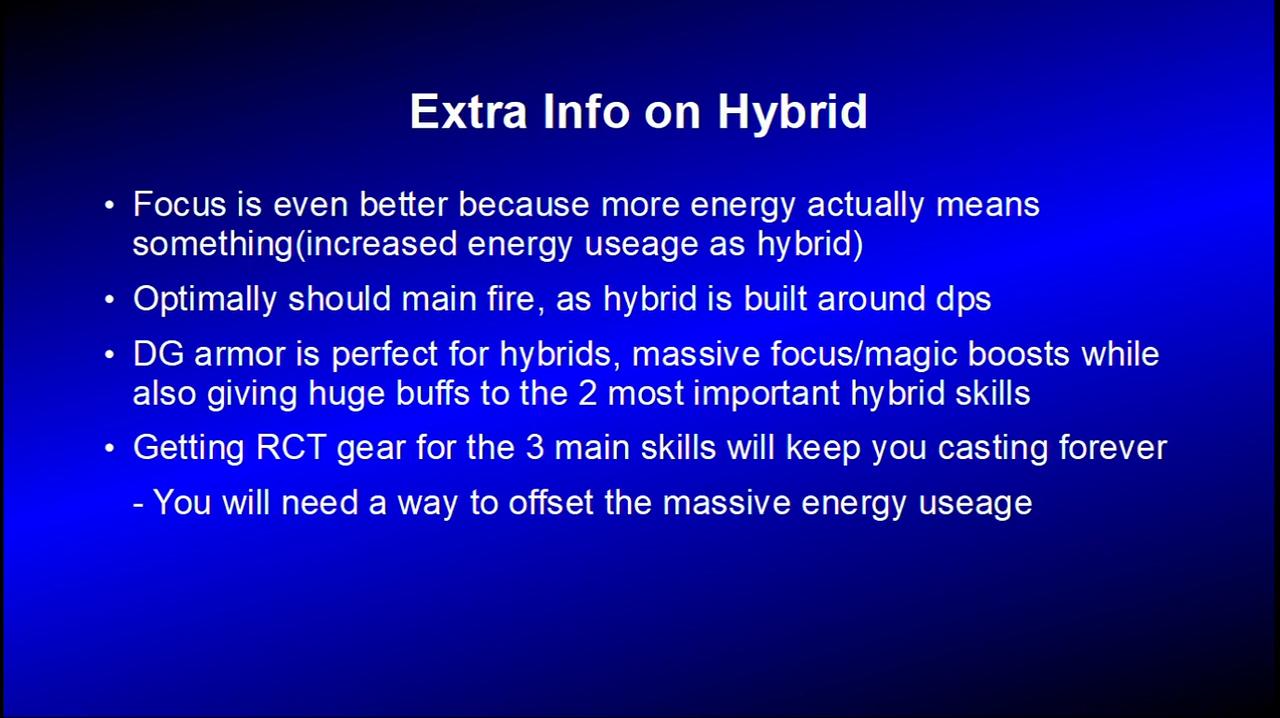 Extra Info on Hybrid
• Focus is even better because more energy actually means
something(increased energy useage as hybrid)
• Optimally should main fire, as hybrid is built around dps
• DG armor is perfect for hybrids, massive focus/magic boosts while
also giving huge buffs to the 2 most important hybrid skills
• Getting RCT gear for the 3 main skills will keep you casting forever
- You will need a way to offset the massive energy useage